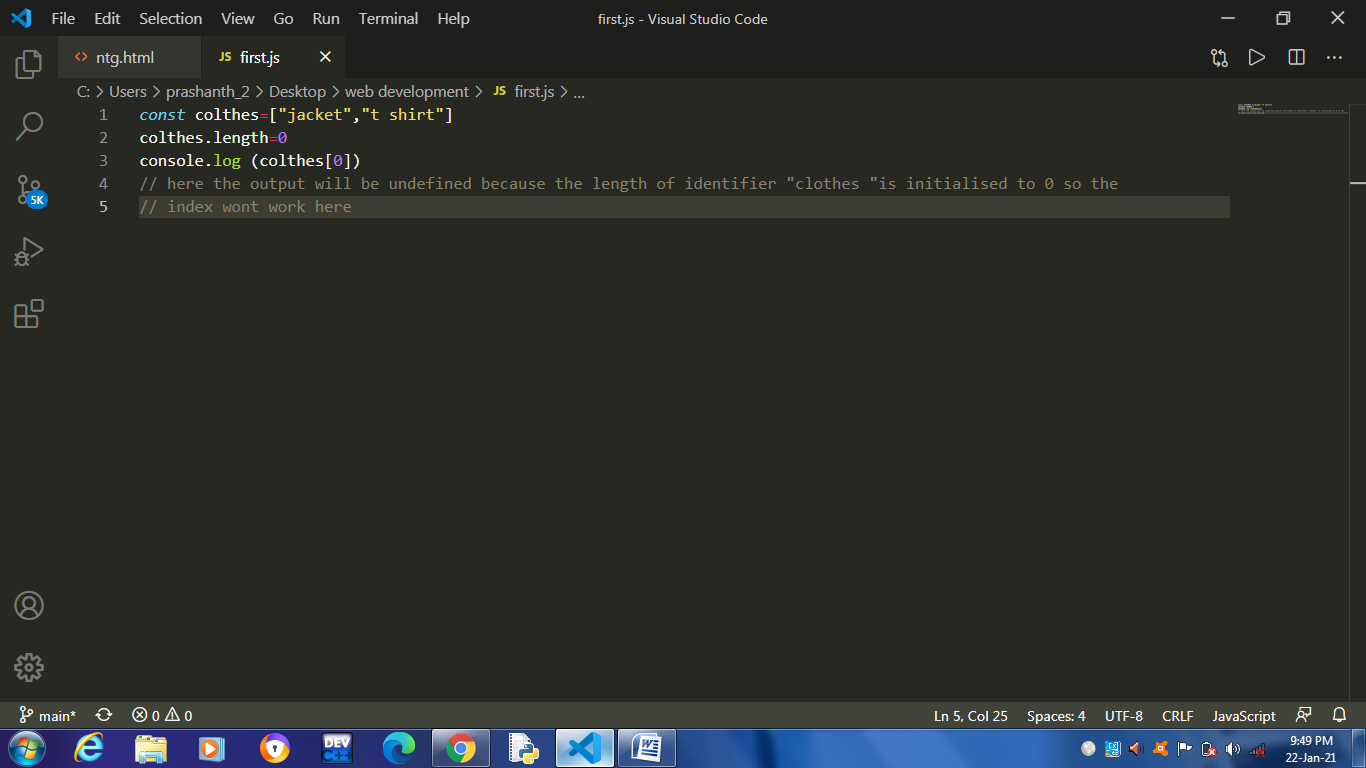 File Edit Selection View Go Run Terminal Help first.js - Visual Studio Code
ntg.html JS first.js
C: > Users > prashanth_2 > Desktop > web development > JS first.js > ...
1 const colthes=["jacket","t shirt"]
2 colthes.length=0
3 console.log (colthes[0])
4 // here the output will be undefined because the length of identifier "clothes "is initialised to 0 so the
5 // index wont work here
5K
main* 0 0 Ln 5, Col 25 Spaces: 4 UTF-8 CRLF JavaScript
DEV C++ W
9:49 PM
22-Jan-21